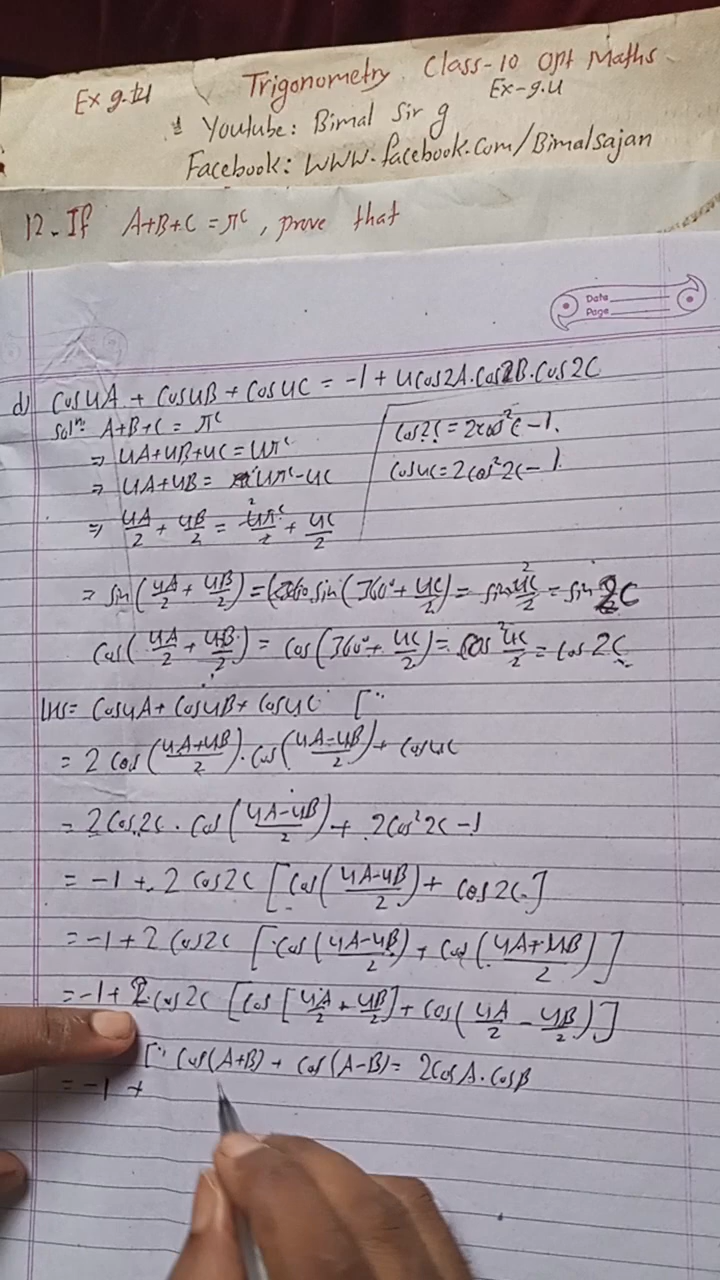 Ex 9.4
Trigonometry Class-10 Opt Maths
Ex-9.4
Youtube: Bimal Sir g
Facebook: WWW.facebook.Com/Bimalsajan
12. If A+B+C = πᶜ, prove that
Date
Page
d) Cos4A + Cos4B + Cos4C = -1 + 4Cos2A.Cos2B.Cos2C
Solⁿ: A+B+C = πᶜ
⇒ 4A+4B+4C = 4πᶜ
⇒ 4A+4B = 4πᶜ-4C
⇒ 4A/2 + 4B/2 = 4πᶜ/2 + 4C/2
Cos2C = 2cos²C - 1.
Cos4C = 2Cos²2C - 1.
⇒ Sin(4A/2 + 4B/2) = Sin(360° + 4C/2) = Sin 4C/2 = Sin 2C
Cos(4A/2 + 4B/2) = Cos(360° + 4C/2) = Cos 4C/2 = Cos 2C
LHS = Cos4A + Cos4B + Cos4C [∵
= 2 Cos(4A+4B/2).Cos(4A-4B/2) + Cos4C
= 2Cos2C . Cos(4A-4B/2) + 2Cos²2C - 1
= -1 + 2 Cos2C [Cos(4A-4B/2) + Cos2C]
= -1 + 2 Cos2C [Cos(4A-4B/2) + Cos(4A+4B/2)]
= -1 + 2 Cos2C [Cos[4A/2 + 4B/2] + Cos(4A/2 - 4B/2)]
[∵ Cos(A+B) + Cos(A-B) = 2CosA.CosB
= -1 +